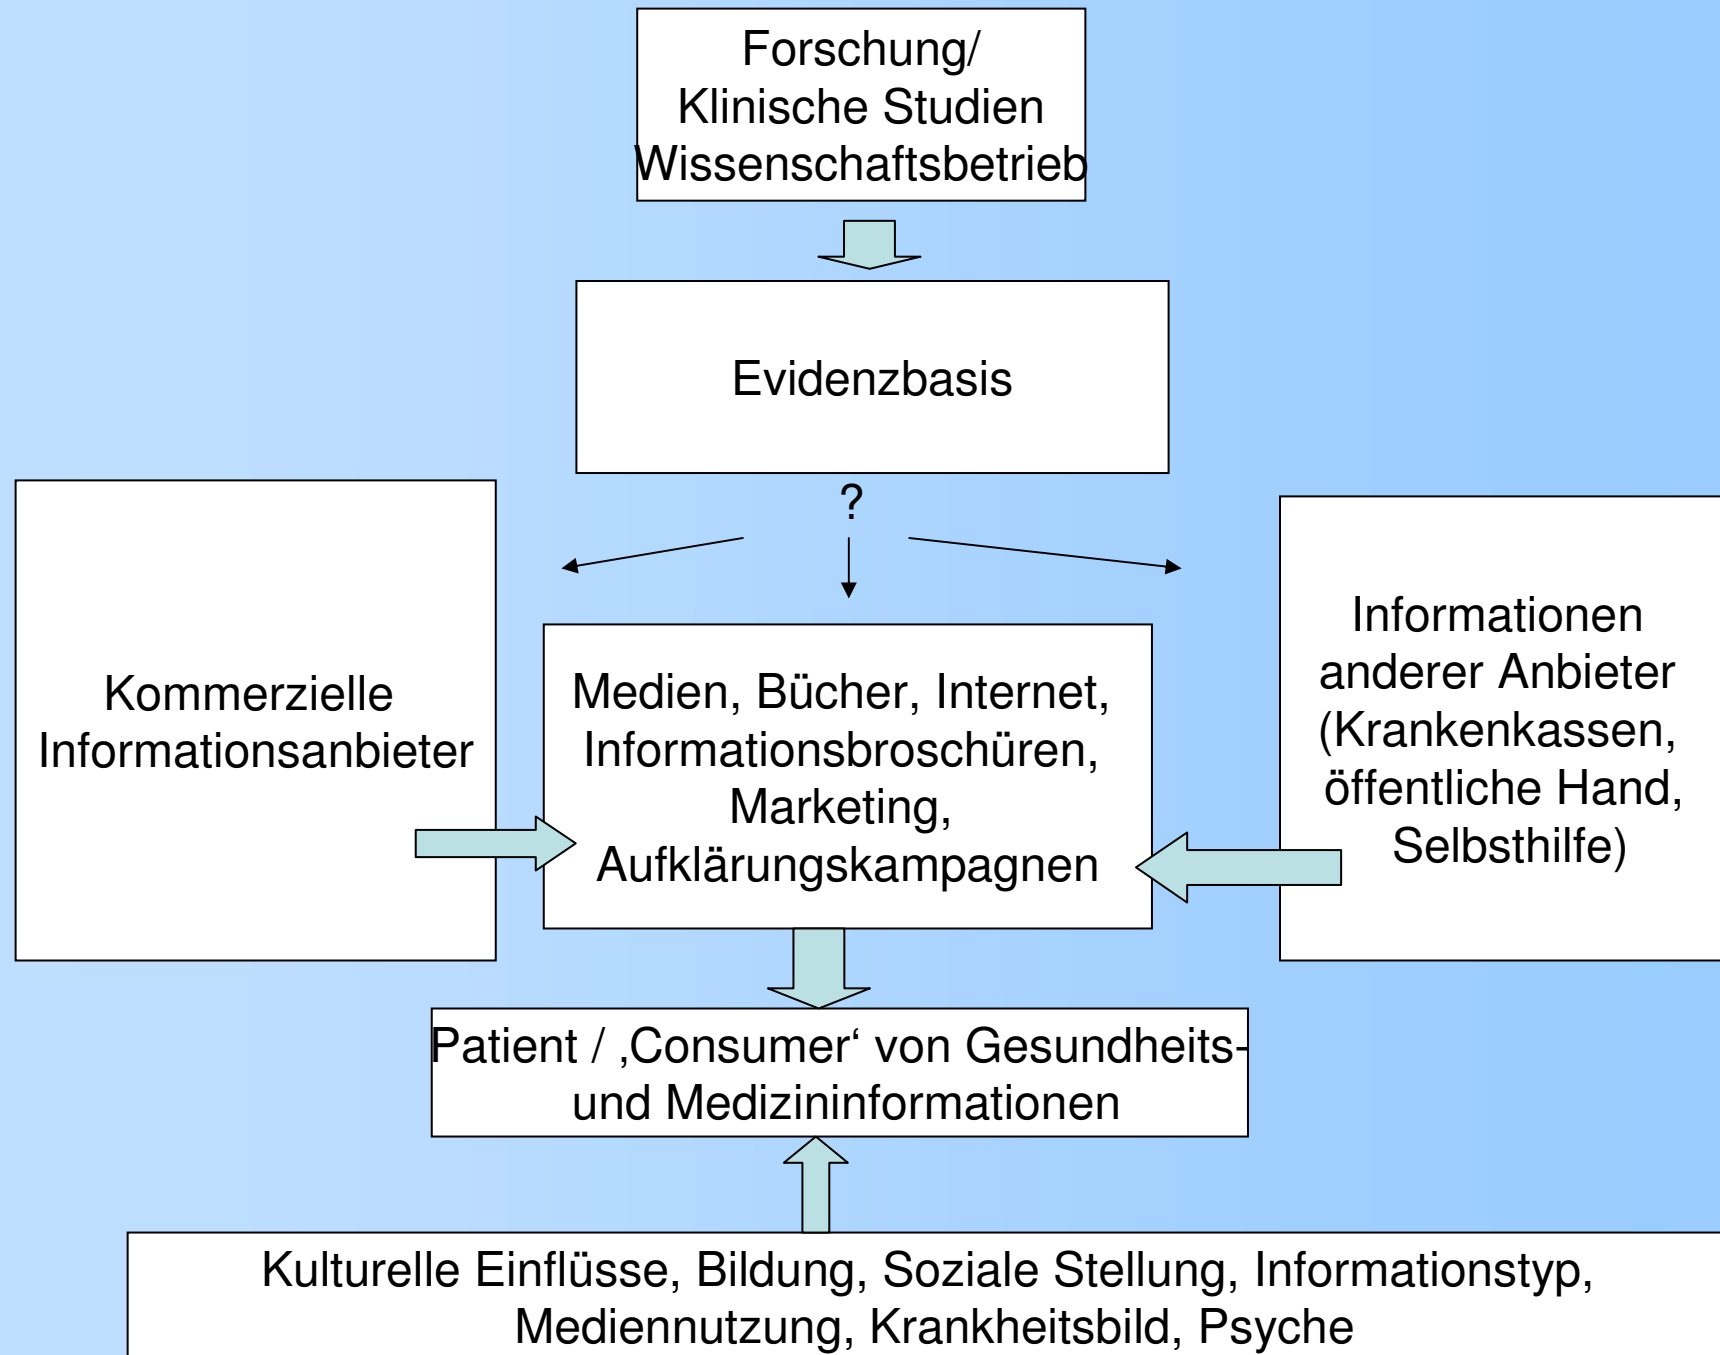 Forschung/
Klinische Studien
Wissenschaftsbetrieb
Evidenzbasis
?
Kommerzielle
Informationsanbieter
Medien, Bücher, Internet,
Informationsbroschüren,
Marketing,
Aufklärungskampagnen
Informationen
anderer Anbieter
(Krankenkassen,
öffentliche Hand,
Selbsthilfe)
Patient / ‚Consumer‘ von Gesundheits-
und Medizininformationen
Kulturelle Einflüsse, Bildung, Soziale Stellung, Informationstyp,
Mediennutzung, Krankheitsbild, Psyche